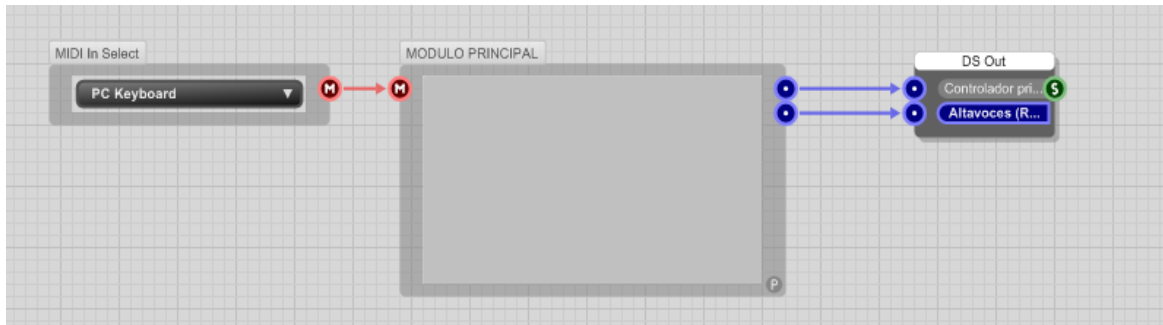 MIDI In Select
PC Keyboard
M
M
MODULO PRINCIPAL
P
DS Out
Controlador pri...
S
Altavoces (R...